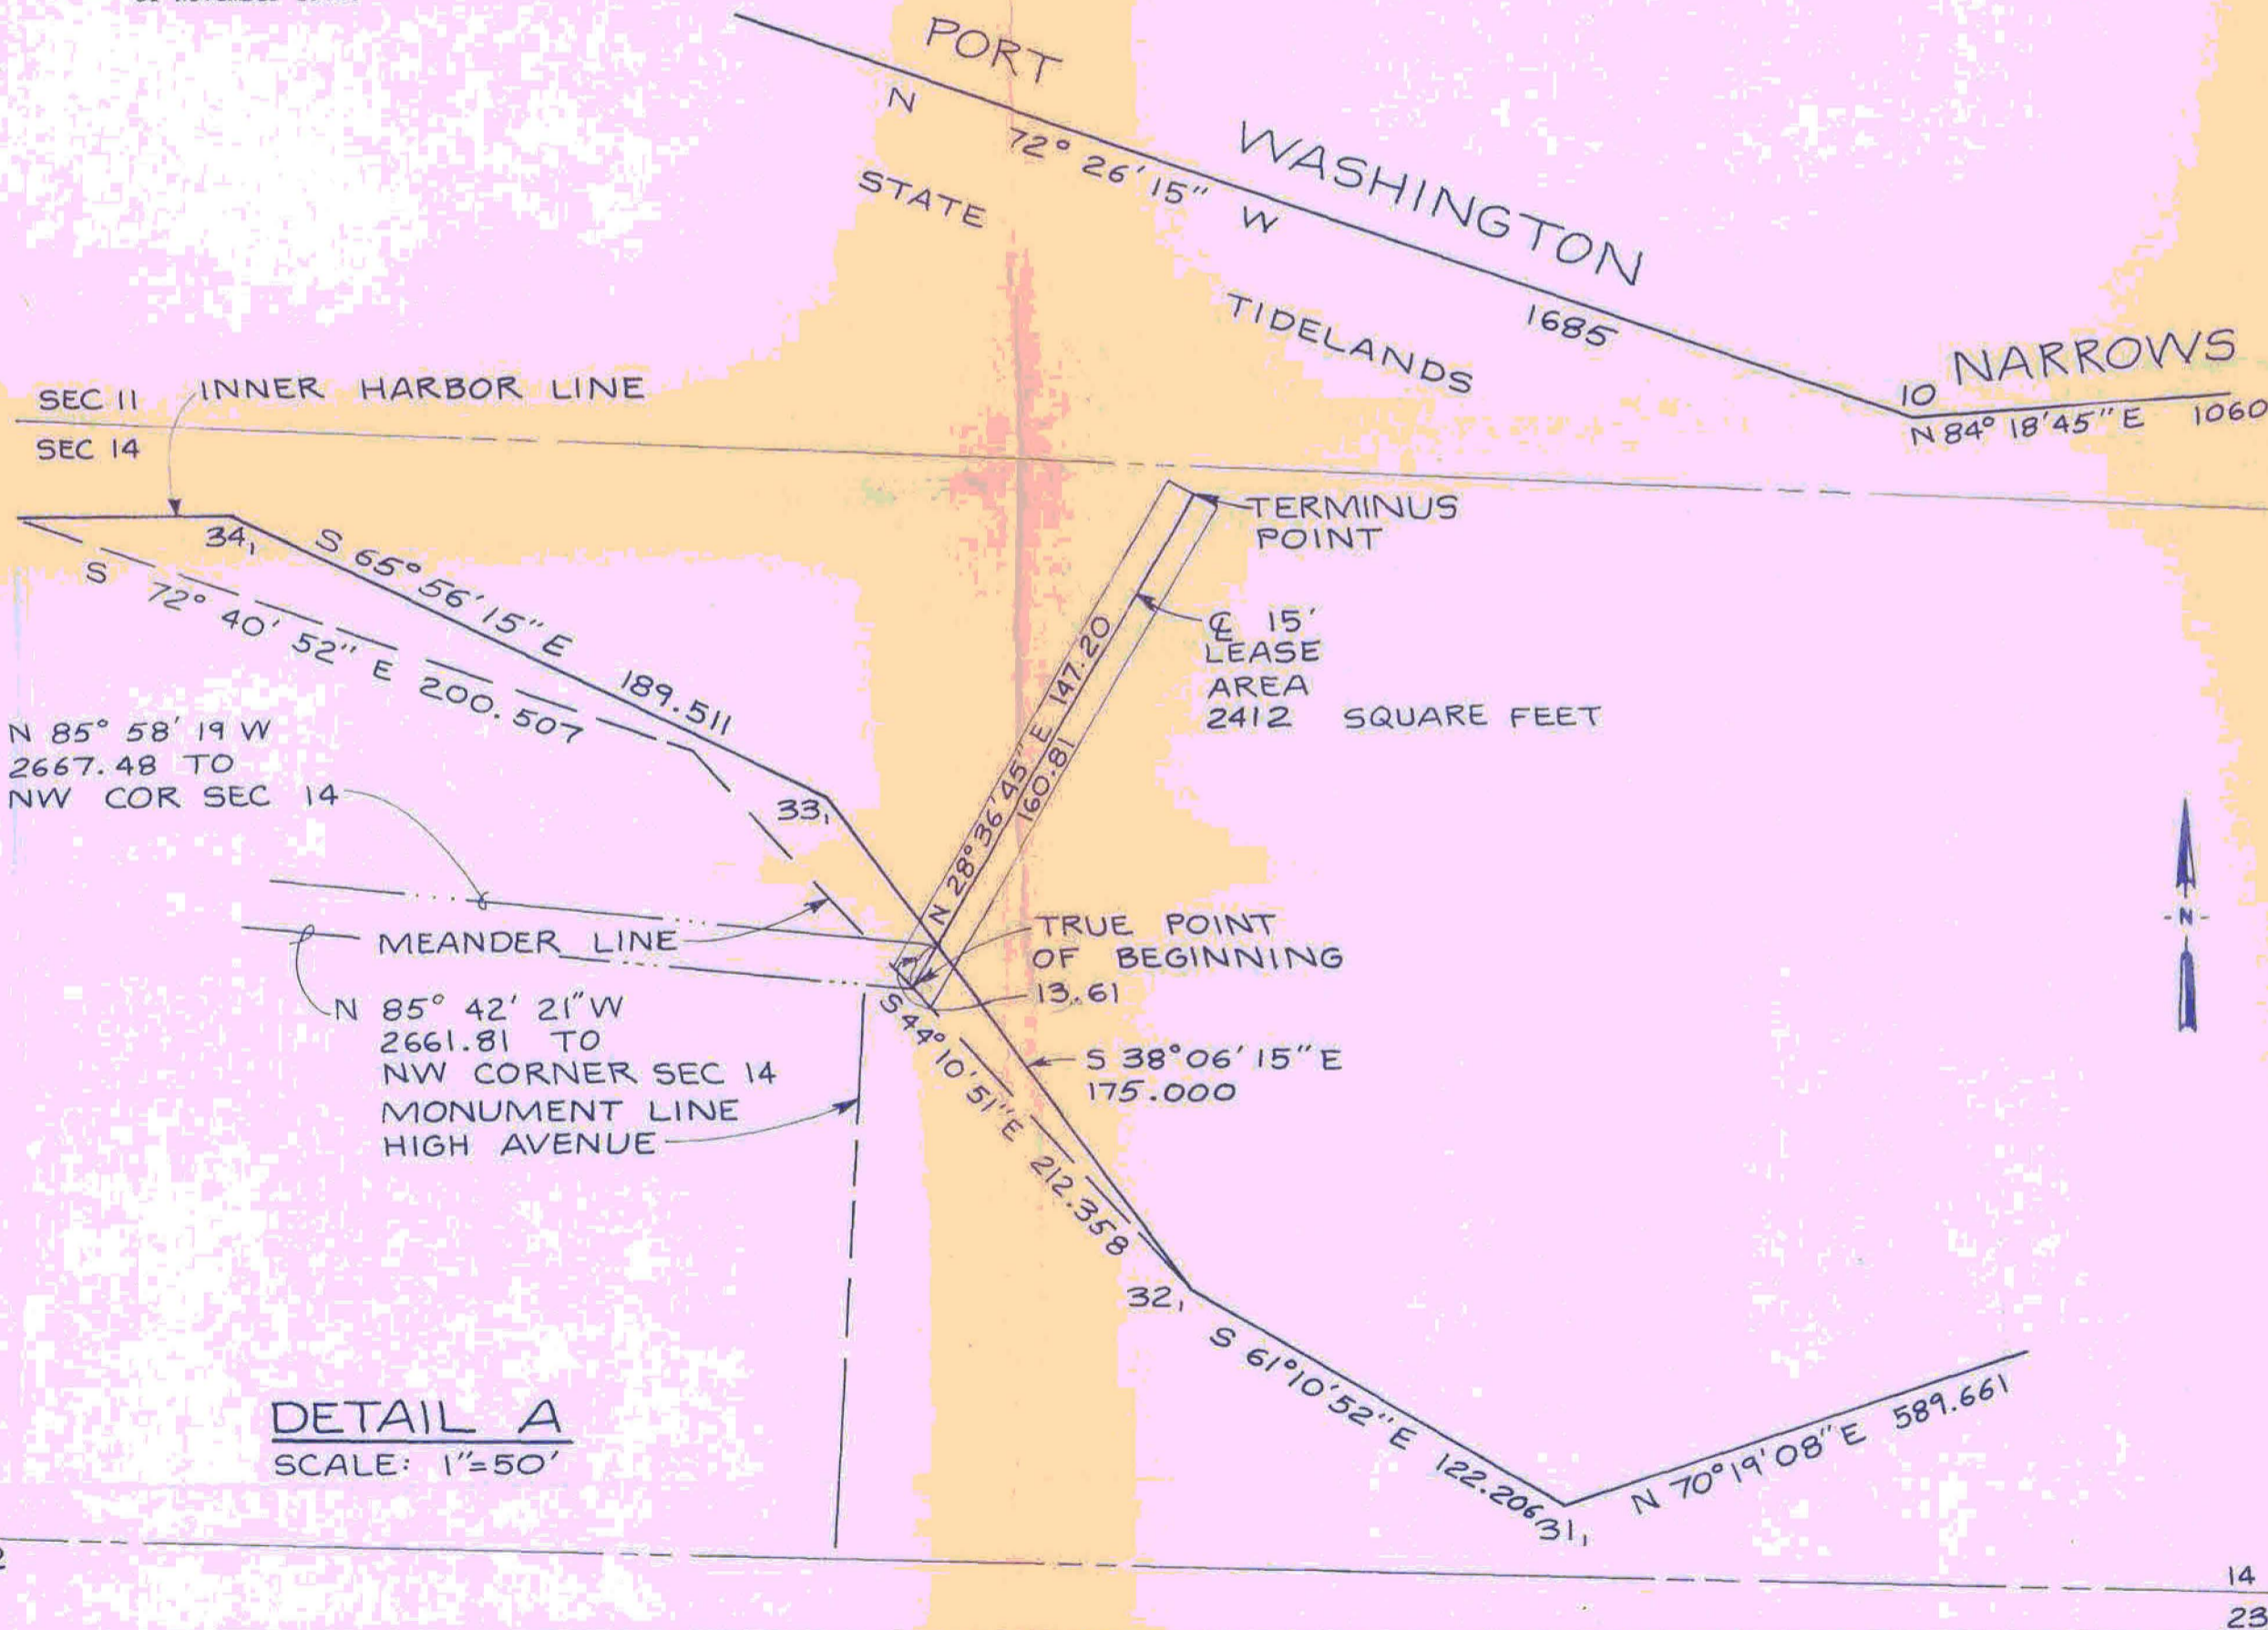 PORT
WASHINGTON
NARROWS
N 72° 26' 15" W 1685
STATE
TIDELANDS
10
N 84° 18' 45" E 1060
SEC 11
INNER HARBOR LINE
SEC 14
34,
S 65° 56' 15" E 189.511
S 72° 40' 52" E 200.507
TERMINUS
POINT
℄ 15'
LEASE
AREA
2412 SQUARE FEET
N 28° 36' 45" E 147.20
160.81
N 85° 58' 19 W
2667.48 TO
NW COR SEC 14
33,
MEANDER LINE
TRUE POINT
OF BEGINNING
13.61
N 85° 42' 21" W
2661.81 TO
NW CORNER SEC 14
MONUMENT LINE
HIGH AVENUE
S 44° 10' 51" E 212.358
S 38° 06' 15" E
175.000
-N-
32,
S 61° 10' 52" E 122.206
31,
N 70° 19' 08" E 589.661
DETAIL A
SCALE: 1"=50'
14
23